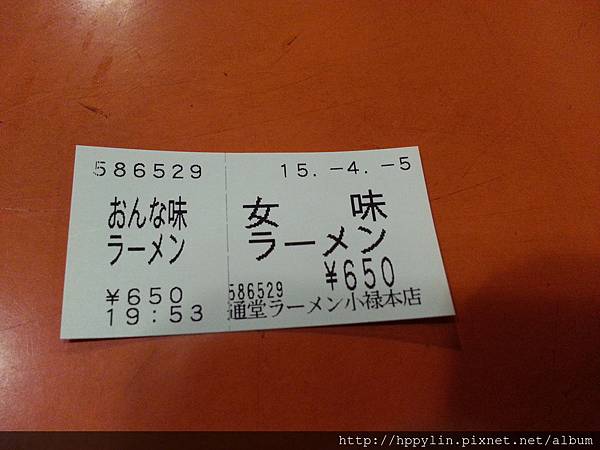 586529
おんな味
ラーメン
¥650
19:53
15.-4.-5
女 味
ラーメン
¥650
586529
通堂ラーメン小禄本店
http://hppylin.pixnet.net/album